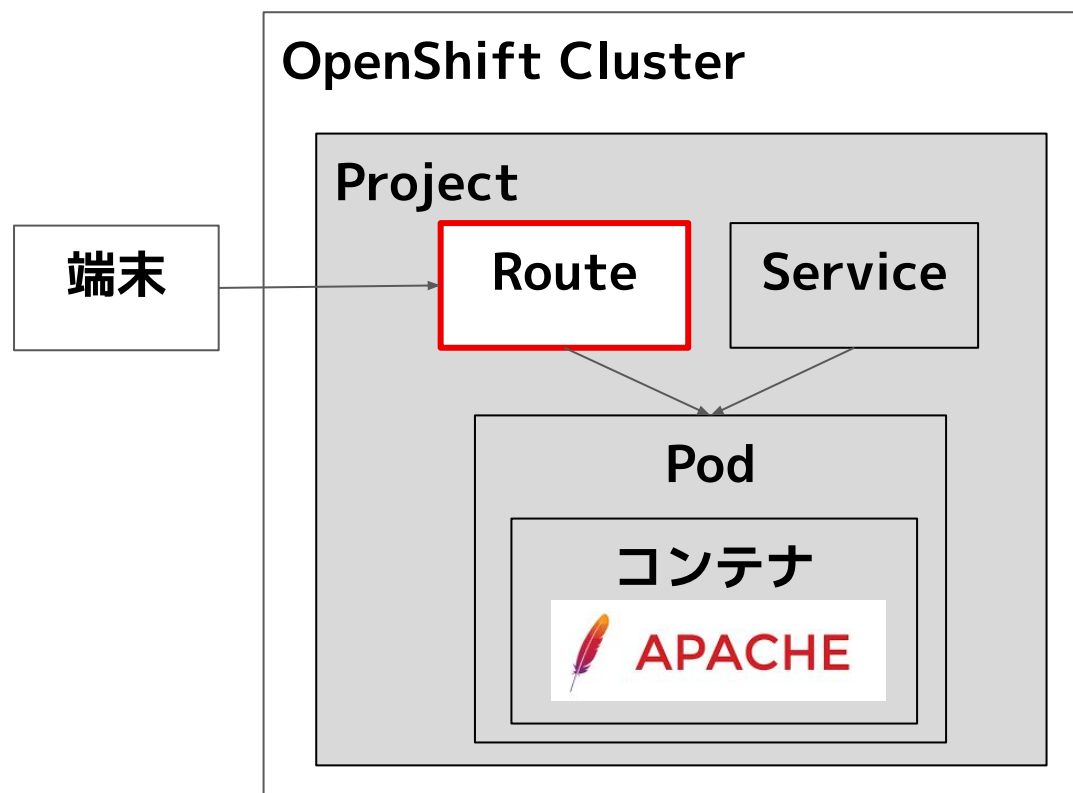 OpenShift Cluster
Project
端末
Route
Service
Pod
コンテナ
APACHE